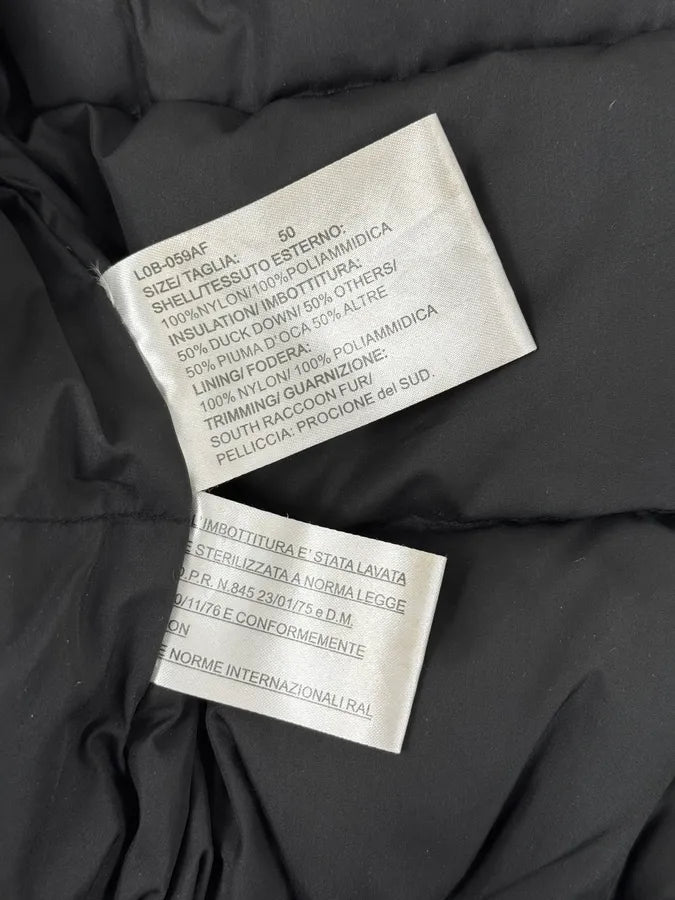 L0B-059AF
SIZE/ TAGLIA: 50
SHELL/TESSUTO ESTERNO:
100%NYLON/100%POLIAMMIDICA
INSULATION/ IMBOTTITURA:
50% DUCK DOWN/ 50% OTHERS/
50% PIUMA D'OCA 50% ALTRE
LINING/ FODERA:
100% NYLON/ 100% POLIAMMIDICA
TRIMMING/ GUARNIZIONE:
SOUTH RACCOON FUR/
PELLICCIA: PROCIONE del SUD.
L'IMBOTTITURA E' STATA LAVATA
E STERILIZZATA A NORMA LEGGE
.P.R. N.845 23/01/75 e D.M.
0/11/76 E CONFORMEMENTE
ON
E NORME INTERNAZIONALI RAL